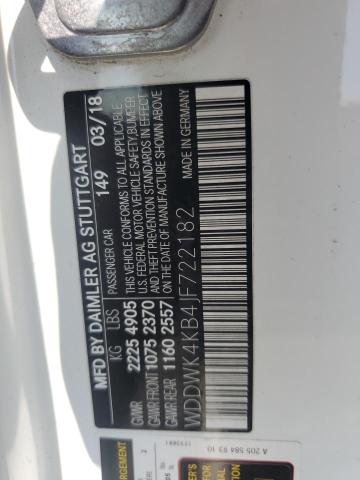 MFD BY DAIMLER AG STUTTGART
PASSENGER CAR 149 03/18
KG LBS
GVWR 2225 4905
GAWR FRONT 1075 2370
GAWR REAR 1160 2557
THIS VEHICLE CONFORMS TO ALL APPLICABLE
U.S. FEDERAL MOTOR VEHICLE SAFETY, BUMPER
AND THEFT PREVENTION STANDARDS IN EFFECT
ON THE DATE OF MANUFACTURE SHOWN ABOVE
MADE IN GERMANY
WDDWK4KB4JF722182
A 205 584 93 10